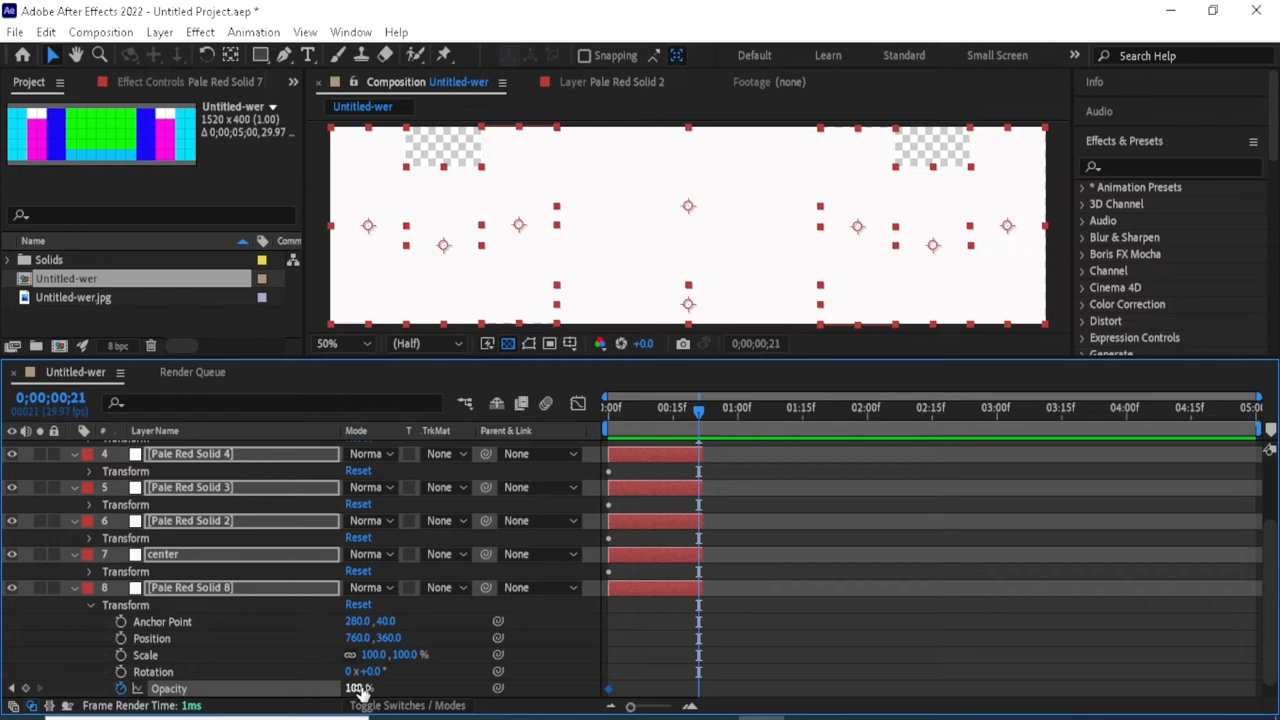 Adobe After Effects 2022 - Untitled Project.aep *
File Edit Composition Layer Effect Animation View Window Help
Snapping Default Learn Standard Small Screen Search Help
Project Effect Controls Pale Red Solid 7 Composition Untitled-wer Layer Pale Red Solid 2 Footage (none) Info
Untitled-wer
1520 x 400 (1.00)
Δ 0;00;05;00, 29.97
Untitled-wer
Audio
Effects & Presets
Name Comm
Solids
Untitled-wer
Untitled-wer.jpg
8 bpc
* Animation Presets
3D Channel
Audio
Blur & Sharpen
Boris FX Mocha
Channel
Cinema 4D
Color Correction
Distort
Expression Controls
Generate
50% (Half) +0.0 0;00;00;21
Untitled-wer Render Queue
0;00;00;21
00021 (29.97 fps)
:00f 00:15f 01:00f 01:15f 02:00f 02:15f 03:00f 03:15f 04:00f 04:15f 05:00
# Layer Name Mode T .TrkMat Parent & Link
4 [Pale Red Solid 4] Norma None None
Transform Reset
5 [Pale Red Solid 3] Norma None None
Transform Reset
6 [Pale Red Solid 2] Norma None None
Transform Reset
7 center Norma None None
Transform Reset
8 [Pale Red Solid 8] Norma None None
Transform Reset
Anchor Point 280.0,40.0
Position 760.0,360.0
Scale 100.0,100.0 %
Rotation 0 x+0.0°
Opacity 100 %
Frame Render Time: 1ms Toggle Switches / Modes